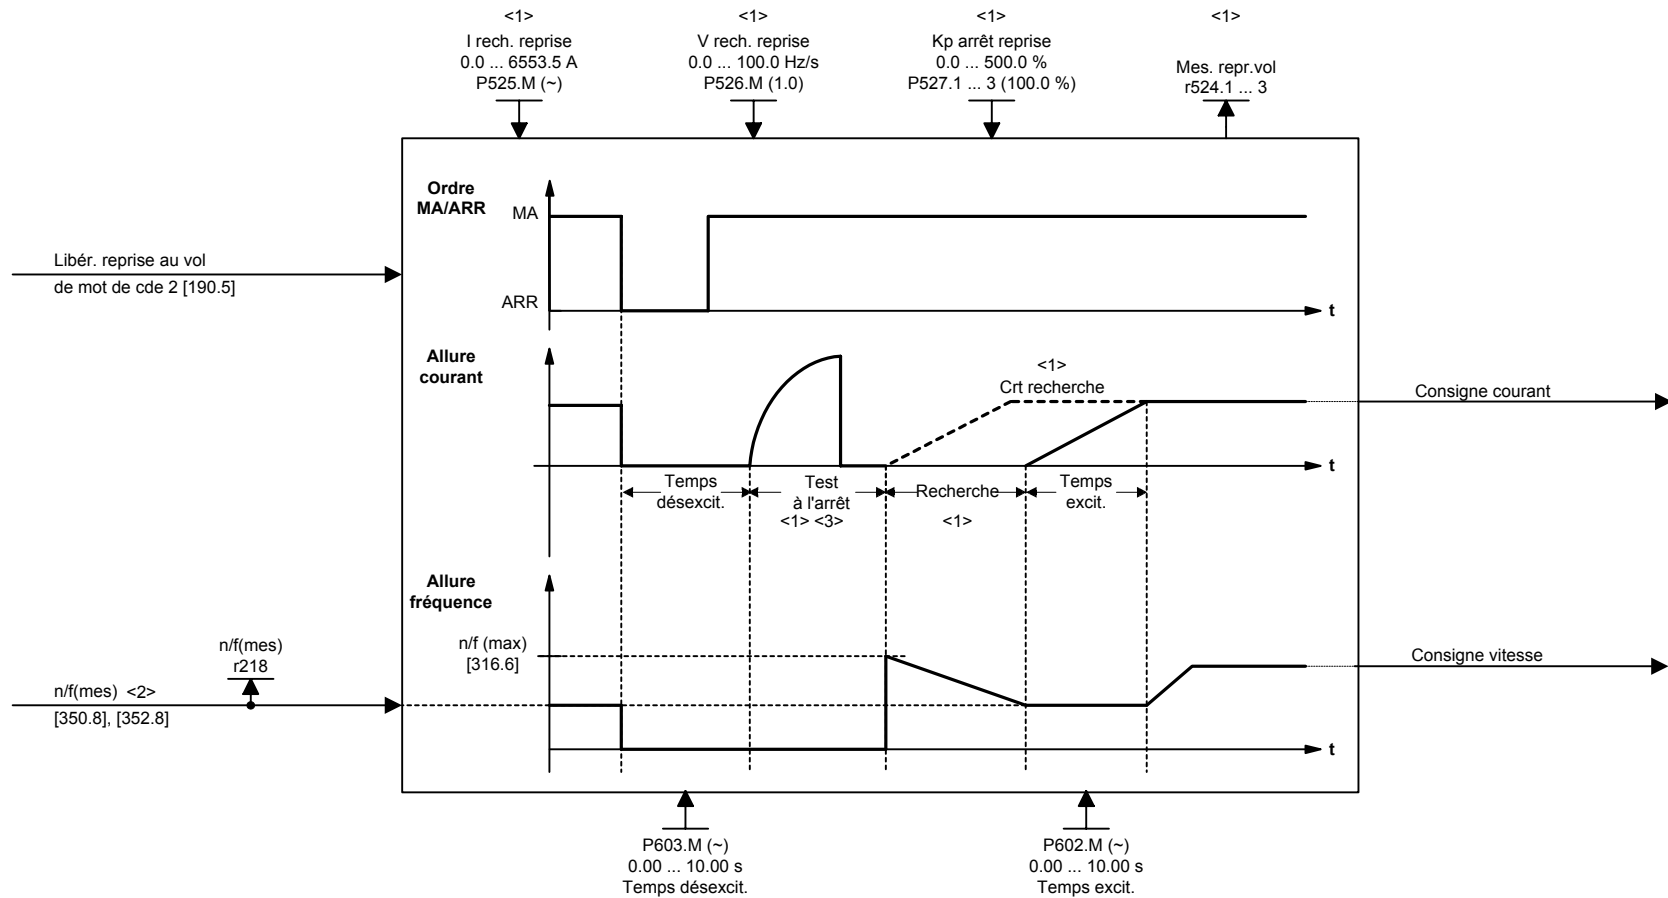 <1>
I rech. reprise
0.0 ... 6553.5 A
P525.M (~)
<1>
V rech. reprise
0.0 ... 100.0 Hz/s
P526.M (1.0)
<1>
Kp arrêt reprise
0.0 ... 500.0 %
P527.1 ... 3 (100.0 %)
<1>
Mes. repr.vol
r524.1 ... 3
Ordre
MA/ARR
MA
ARR
t
Libér. reprise au vol
de mot de cde 2 [190.5]
Allure
courant
<1>
Crt recherche
t
Consigne courant
Temps
désexcit.
Test
à l'arrêt
<1> <3>
Recherche
<1>
Temps
excit.
Allure
fréquence
n/f (max)
[316.6]
t
Consigne vitesse
n/f(mes)
r218
n/f(mes) <2>
[350.8], [352.8]
P603.M (~)
0.00 ... 10.00 s
Temps désexcit.
P602.M (~)
0.00 ... 10.00 s
Temps excit.